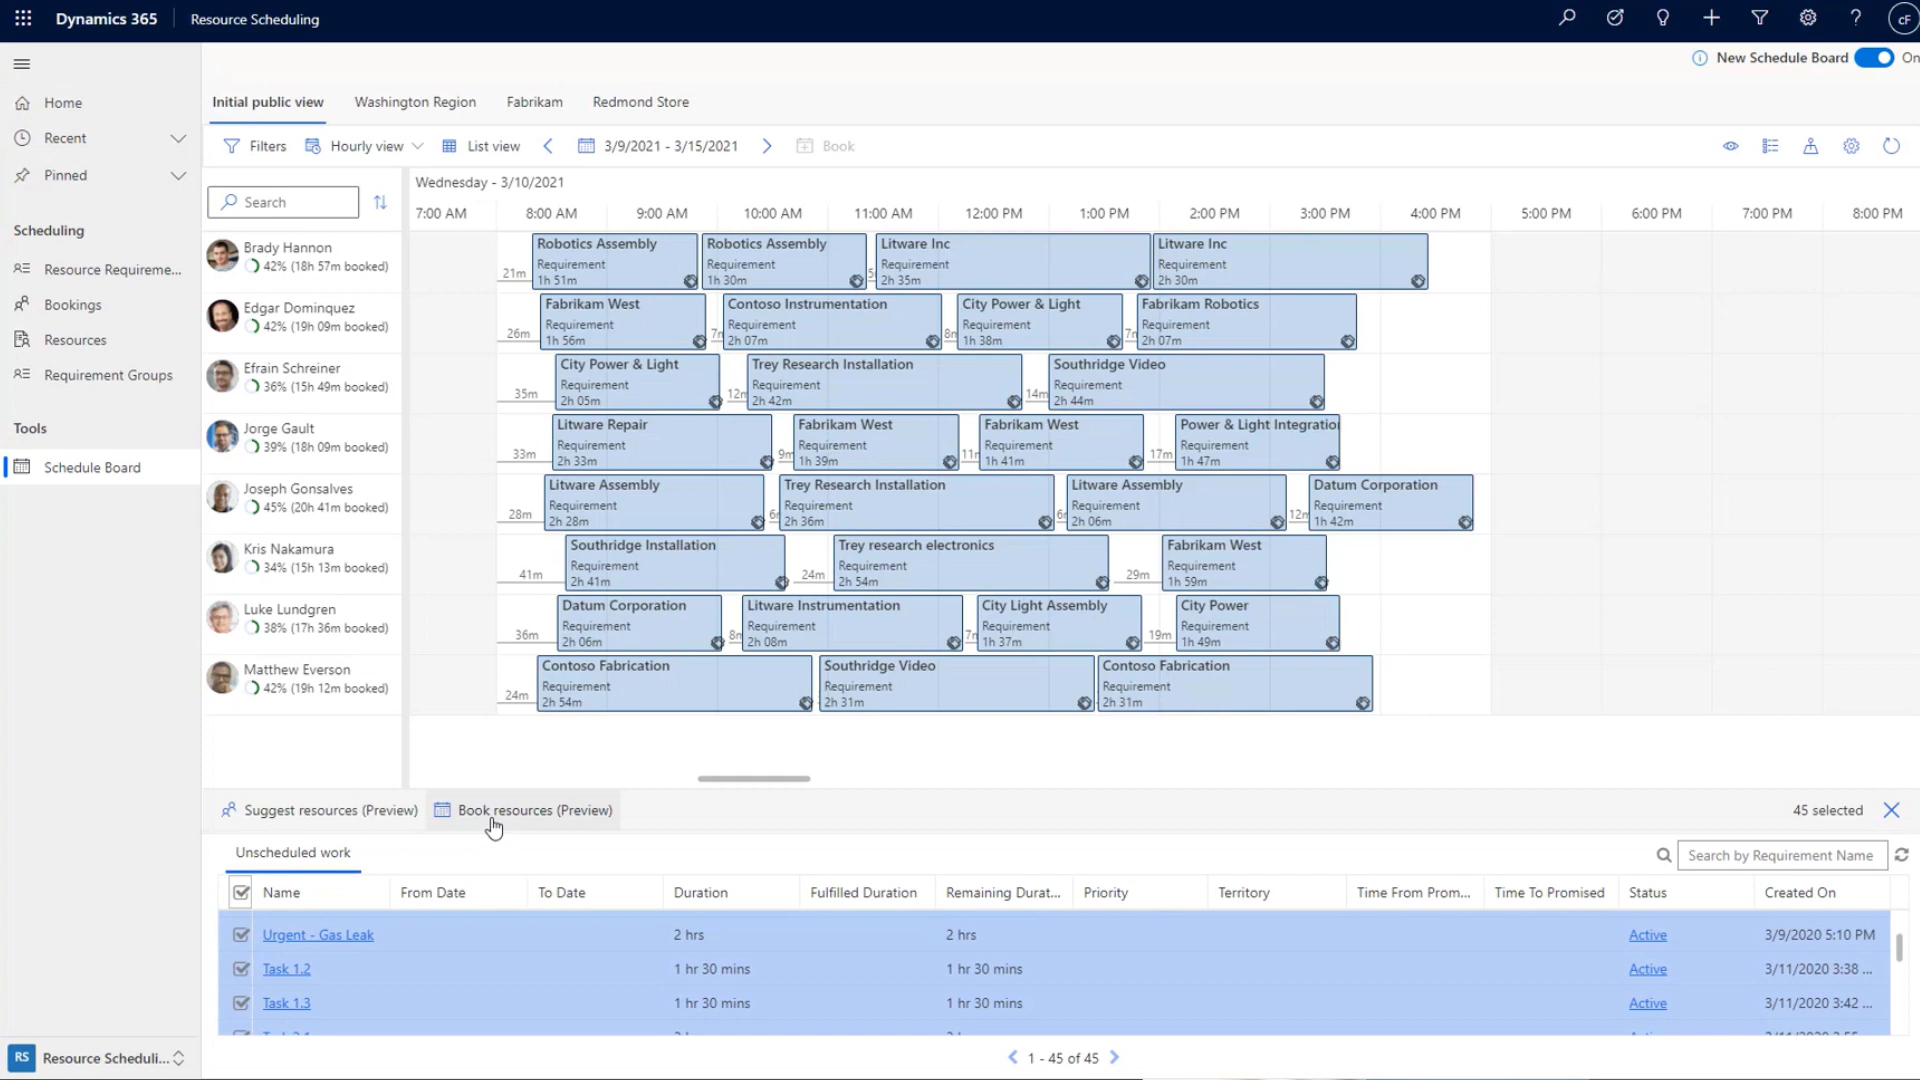 Dynamics 365
Resource Scheduling
cF
New Schedule Board
On
Home
Recent
Pinned
Scheduling
Resource Requireme...
Bookings
Resources
Requirement Groups
Tools
Schedule Board
RS
Resource Scheduli...
Initial public view
Washington Region
Fabrikam
Redmond Store
Filters
Hourly view
List view
3/9/2021 - 3/15/2021
Book
Search
Wednesday - 3/10/2021
7:00 AM
8:00 AM
9:00 AM
10:00 AM
11:00 AM
12:00 PM
1:00 PM
2:00 PM
3:00 PM
4:00 PM
5:00 PM
6:00 PM
7:00 PM
8:00 PM
Brady Hannon
42% (18h 57m booked)
21m
Robotics Assembly
Requirement
1h 51m
Robotics Assembly
Requirement
1h 30m
Litware Inc
Requirement
2h 35m
Litware Inc
Requirement
2h 30m
Edgar Dominquez
42% (19h 09m booked)
26m
Fabrikam West
Requirement
1h 56m
Contoso Instrumentation
Requirement
2h 07m
City Power & Light
Requirement
1h 38m
Fabrikam Robotics
Requirement
2h 07m
Efrain Schreiner
36% (15h 49m booked)
35m
City Power & Light
Requirement
2h 05m
12m
Trey Research Installation
Requirement
2h 42m
14m
Southridge Video
Requirement
2h 44m
Jorge Gault
39% (18h 09m booked)
33m
Litware Repair
Requirement
2h 33m
9m
Fabrikam West
Requirement
1h 39m
11m
Fabrikam West
Requirement
1h 41m
17m
Power & Light Integration
Requirement
1h 47m
Joseph Gonsalves
45% (20h 41m booked)
28m
Litware Assembly
Requirement
2h 28m
Trey Research Installation
Requirement
2h 36m
Litware Assembly
Requirement
2h 06m
12m
Datum Corporation
Requirement
1h 42m
Kris Nakamura
34% (15h 13m booked)
41m
Southridge Installation
Requirement
2h 41m
24m
Trey research electronics
Requirement
2h 54m
29m
Fabrikam West
Requirement
1h 59m
Luke Lundgren
38% (17h 36m booked)
36m
Datum Corporation
Requirement
2h 06m
8m
Litware Instrumentation
Requirement
2h 08m
City Light Assembly
Requirement
1h 37m
19m
City Power
Requirement
1h 49m
Matthew Everson
42% (19h 12m booked)
24m
Contoso Fabrication
Requirement
2h 54m
Southridge Video
Requirement
2h 31m
Contoso Fabrication
Requirement
2h 31m
Suggest resources (Preview)
Book resources (Preview)
45 selected
Unscheduled work
Search by Requirement Name
Name
From Date
To Date
Duration
Fulfilled Duration
Remaining Durat...
Priority
Territory
Time From Prom...
Time To Promised
Status
Created On
Urgent - Gas Leak
2 hrs
2 hrs
Active
3/9/2020 5:10 PM
Task 1.2
1 hr 30 mins
1 hr 30 mins
Active
3/11/2020 3:38 ...
Task 1.3
1 hr 30 mins
1 hr 30 mins
Active
3/11/2020 3:42 ...
1 - 45 of 45